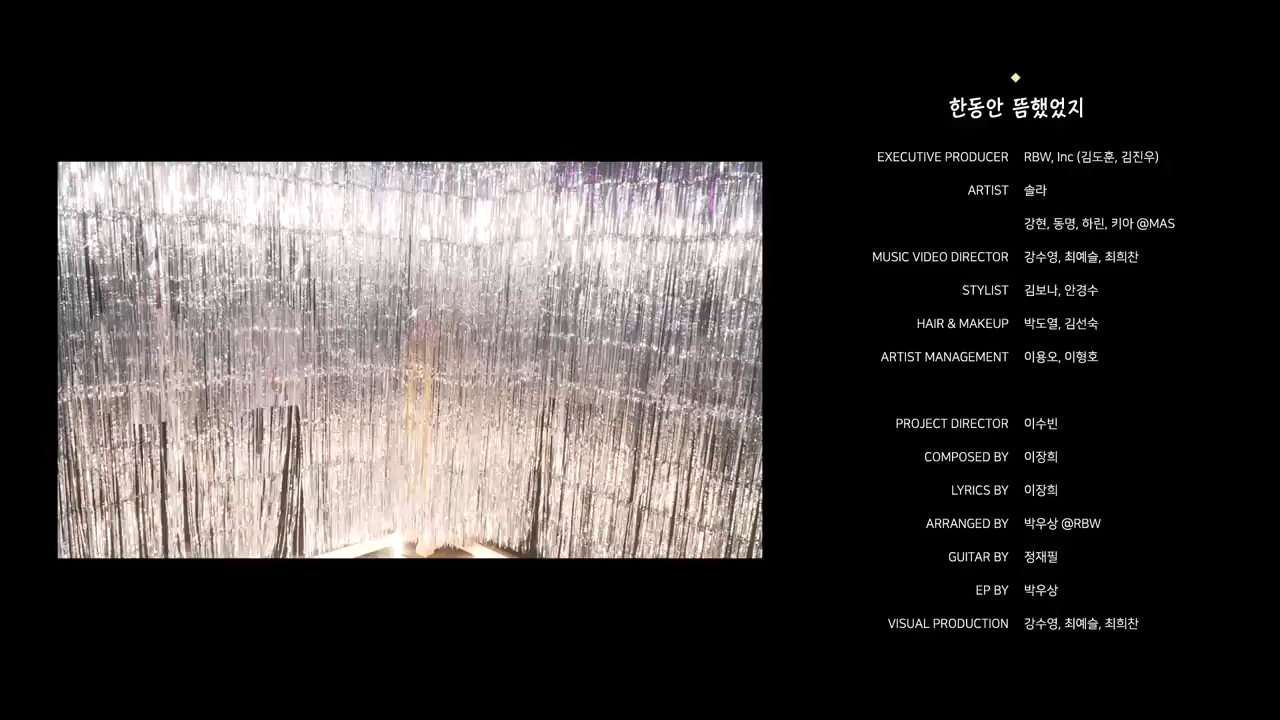 한동안 뜸했었지
EXECUTIVE PRODUCER RBW, Inc (김도훈, 김진우)
ARTIST 솔라
강현, 동명, 하린, 키아 @MAS
MUSIC VIDEO DIRECTOR 강수영, 최예슬, 최희찬
STYLIST 김보나, 안경수
HAIR & MAKEUP 박도열, 김선숙
ARTIST MANAGEMENT 이용오, 이형호
PROJECT DIRECTOR 이수빈
COMPOSED BY 이장희
LYRICS BY 이장희
ARRANGED BY 박우상 @RBW
GUITAR BY 정재필
EP BY 박우상
VISUAL PRODUCTION 강수영, 최예슬, 최희찬